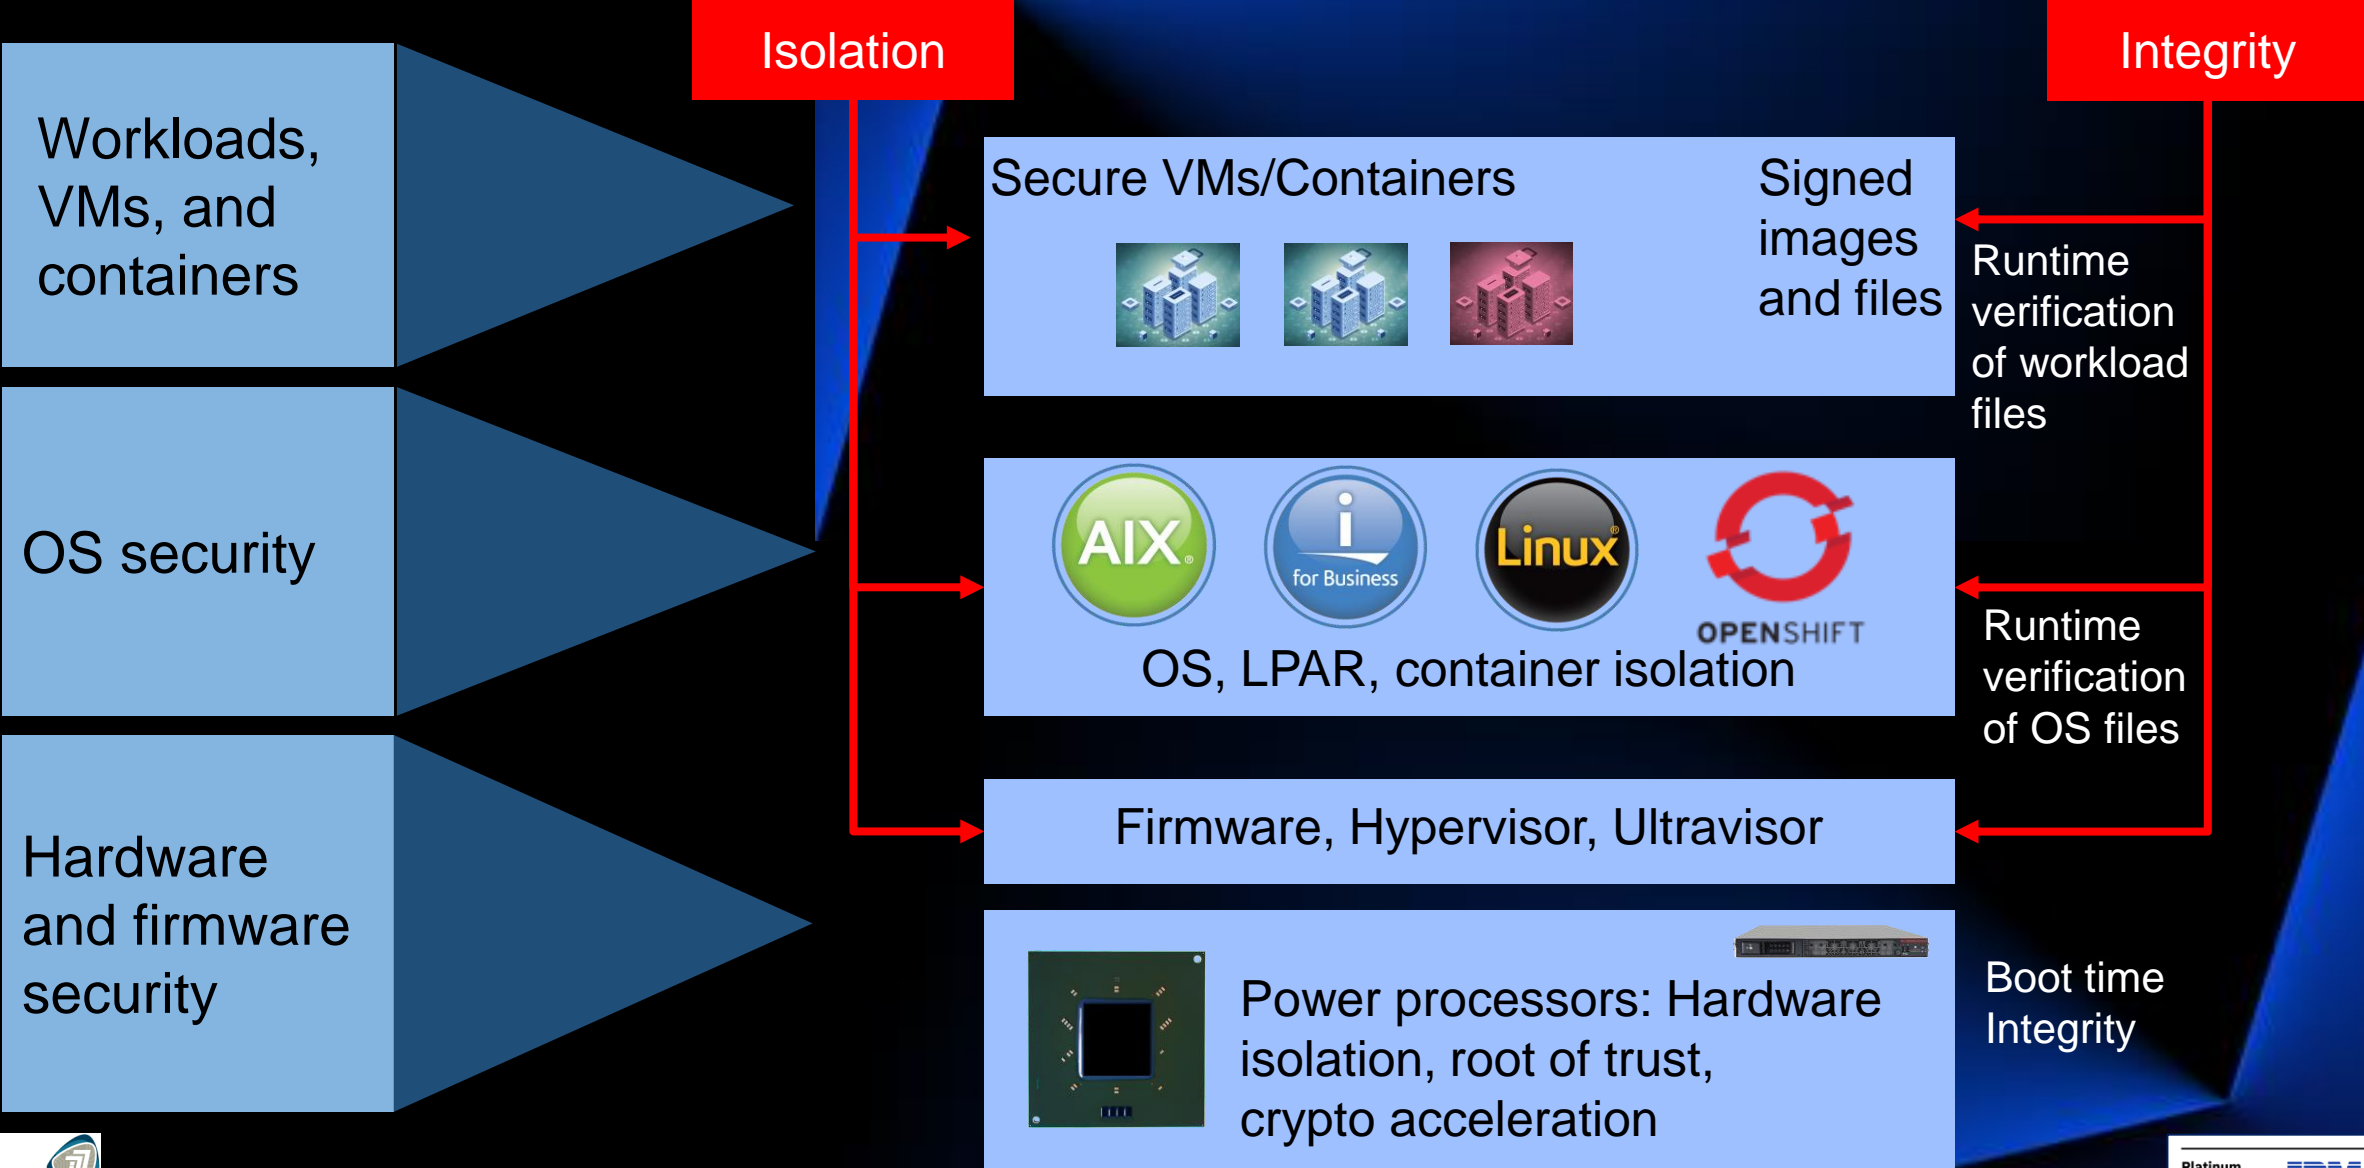 Isolation
Integrity
Workloads,
VMs, and
containers
Secure VMs/Containers
Signed
images
and files
Runtime
verification
of workload
files
OS security
AIX®
i
for Business
Linux®
OPENSHIFT
OS, LPAR, container isolation
Runtime
verification
of OS files
Hardware
and firmware
security
Firmware, Hypervisor, Ultravisor
Power processors: Hardware
isolation, root of trust,
crypto acceleration
Boot time
Integrity
Platinum